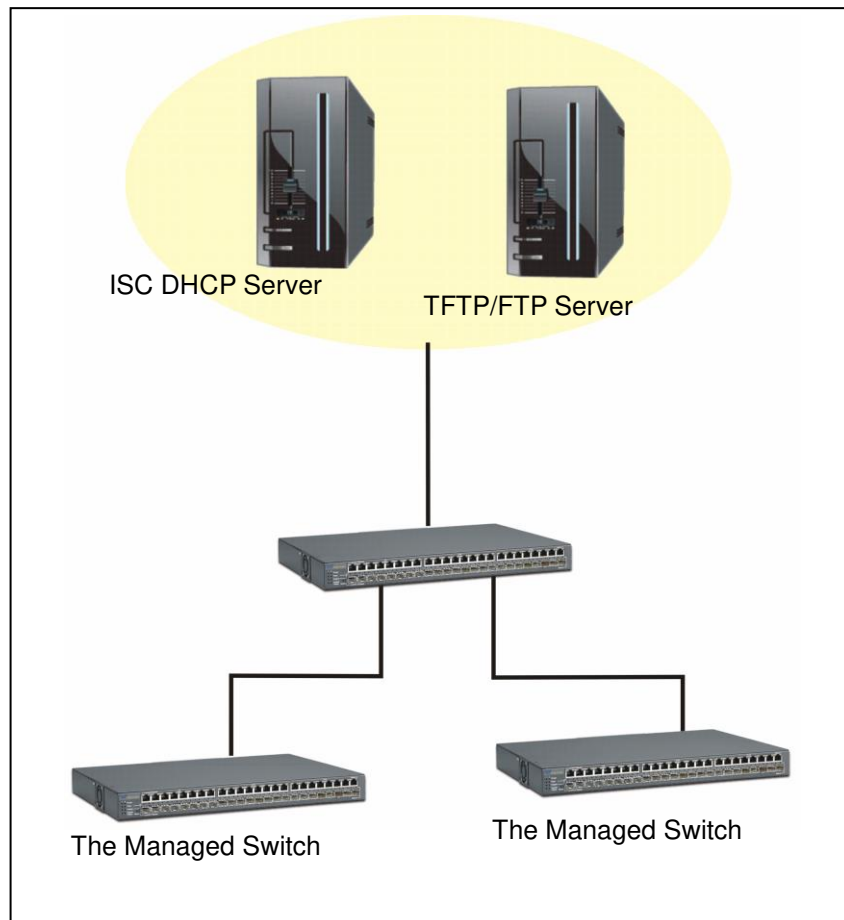 ISC DHCP Server
TFTP/FTP Server
The Managed Switch
The Managed Switch